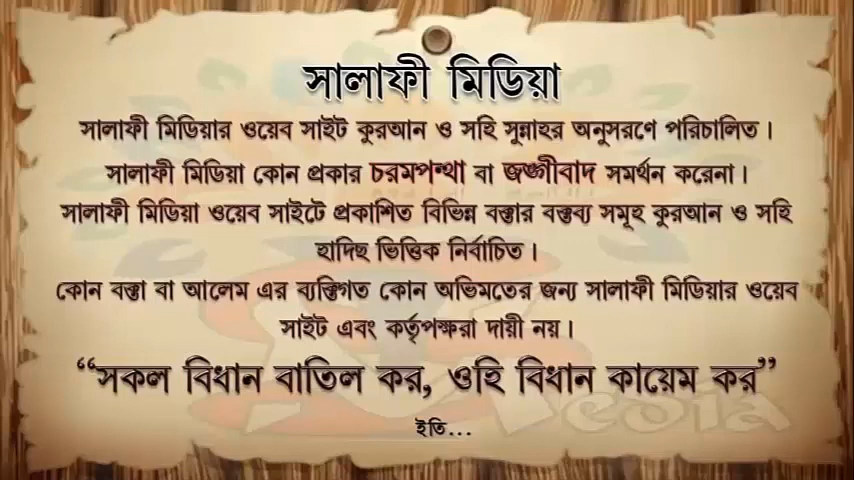 সালাফী মিডিয়া
সালাফী মিডিয়ার ওয়েব সাইট কুরআন ও সহি সুন্নাহর অনুসরণে পরিচালিত।
সালাফী মিডিয়া কোন প্রকার চরমপন্থা বা জঙ্গীবাদ সমর্থন করেনা।
সালাফী মিডিয়া ওয়েব সাইটে প্রকাশিত বিভিন্ন বক্তার বক্তব্য সমূহ কুরআন ও সহি
হাদিছ ভিত্তিক নির্বাচিত।
কোন বক্তা বা আলেম এর ব্যক্তিগত কোন অভিমতের জন্য সালাফী মিডিয়ার ওয়েব
সাইট এবং কর্তৃপক্ষরা দায়ী নয়।
“সকল বিধান বাতিল কর, ওহি বিধান কায়েম কর”
Media
ইতি...